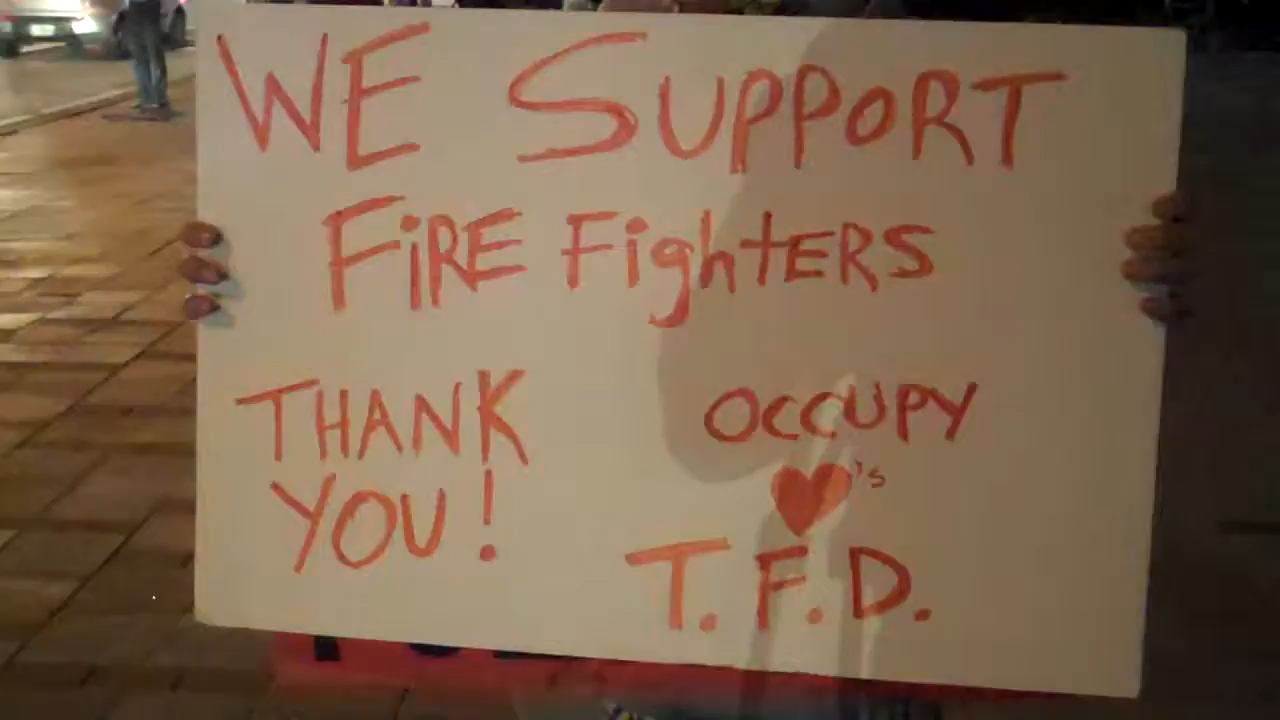 WE SUPPORT
FiRE FighTERS
THANK
YOU!
OCCUPY
♥'s
T.F.D.